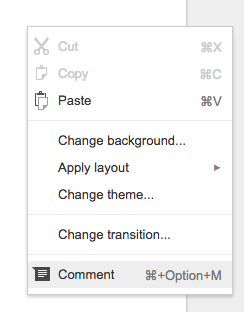 Cut ⌘X
Copy ⌘C
Paste ⌘V
Change background...
Apply layout ►
Change theme...
Change transition...
Comment ⌘+Option+M